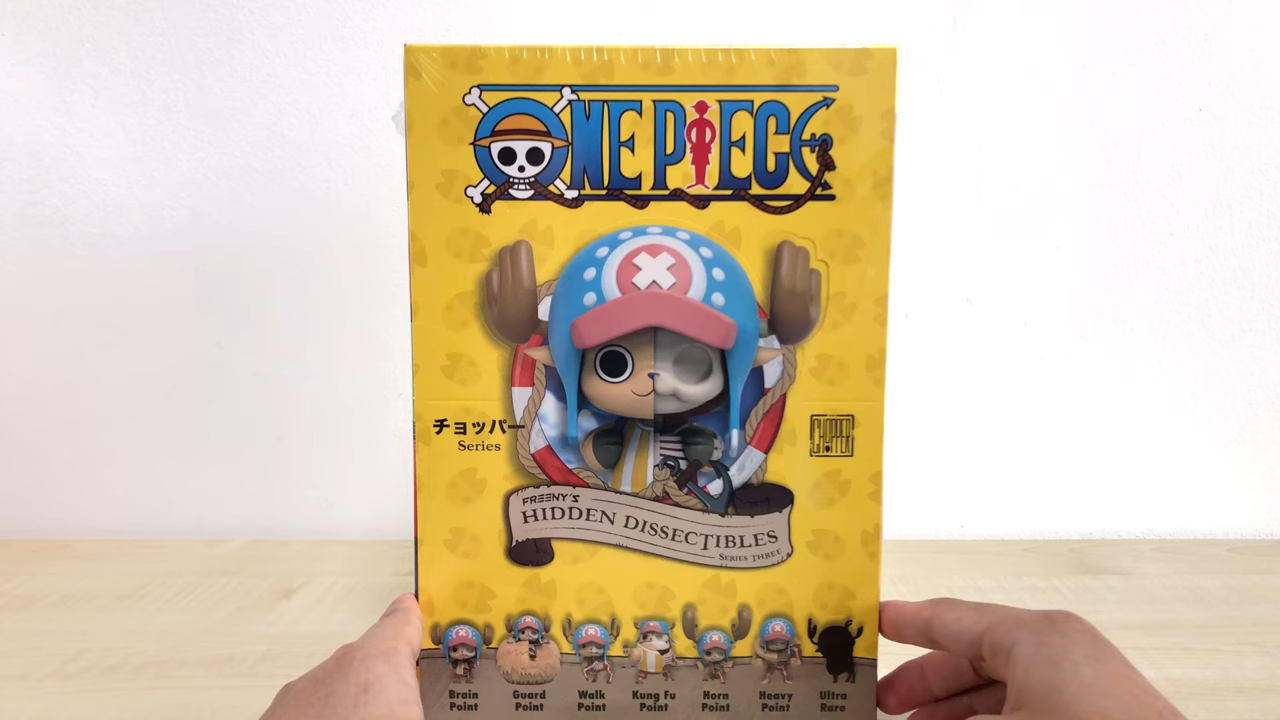 ONE PIECE
チョッパー
Series
CHOPPER
FREENY'S
HIDDEN DISSECTIBLES
SERIES THREE
Brain Point
Guard Point
Walk Point
Kung Fu Point
Horn Point
Heavy Point
Ultra Rare